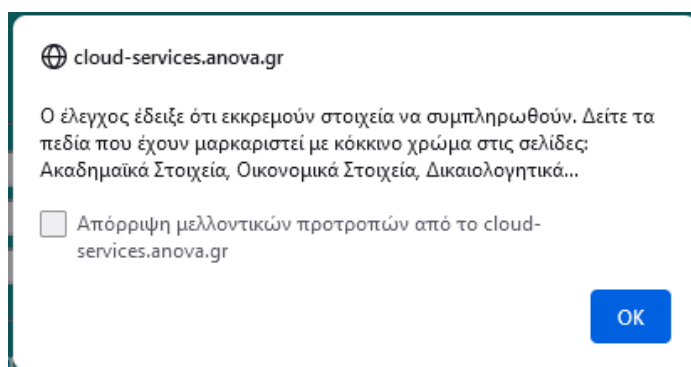 cloud-services.anova.gr
Ο έλεγχος έδειξε ότι εκκρεμούν στοιχεία να συμπληρωθούν. Δείτε τα
πεδία που έχουν μαρκαριστεί με κόκκινο χρώμα στις σελίδες:
Ακαδημαϊκά Στοιχεία, Οικονομικά Στοιχεία, Δικαιολογητικά...
Απόρριψη μελλοντικών προτροπών από το cloud-
services.anova.gr
OK